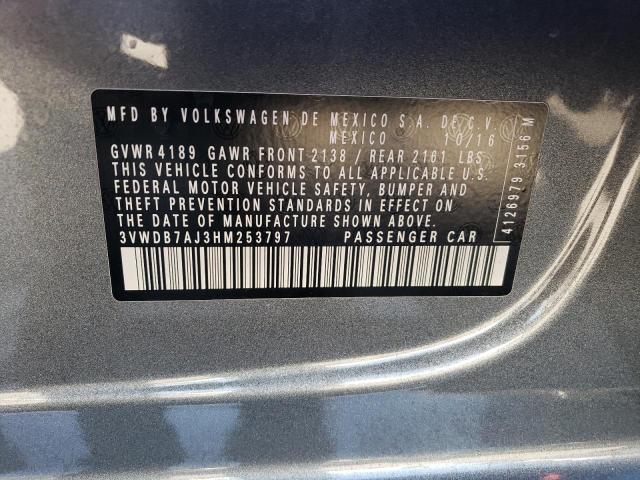 MFD BY VOLKSWAGEN DE MEXICO S.A. DE C.V.
MEXICO 10/16
GVWR 4189 GAWR FRONT 2138 / REAR 2161 LBS
THIS VEHICLE CONFORMS TO ALL APPLICABLE U.S.
FEDERAL MOTOR VEHICLE SAFETY, BUMPER AND
THEFT PREVENTION STANDARDS IN EFFECT ON
THE DATE OF MANUFACTURE SHOWN ABOVE.
3VWDB7AJ3HM253797 PASSENGER CAR
4126979 3156 M